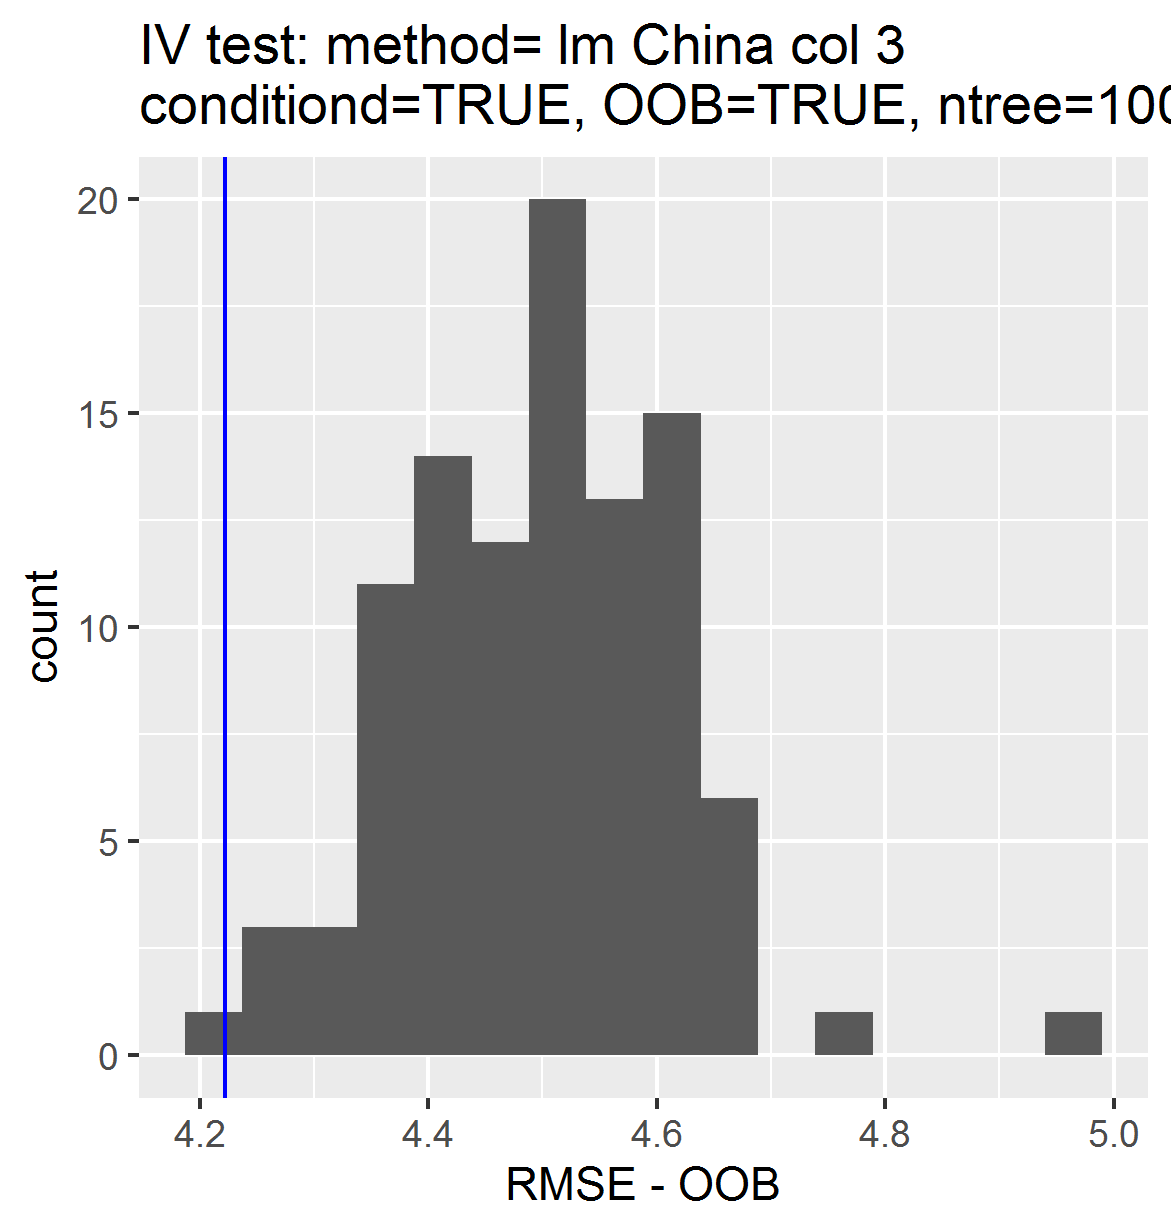 IV test: method= lm China col 3
conditiond=TRUE, OOB=TRUE, ntree=100
20
15
10
5
0
count
4.2 4.4 4.6 4.8 5.0
RMSE - OOB